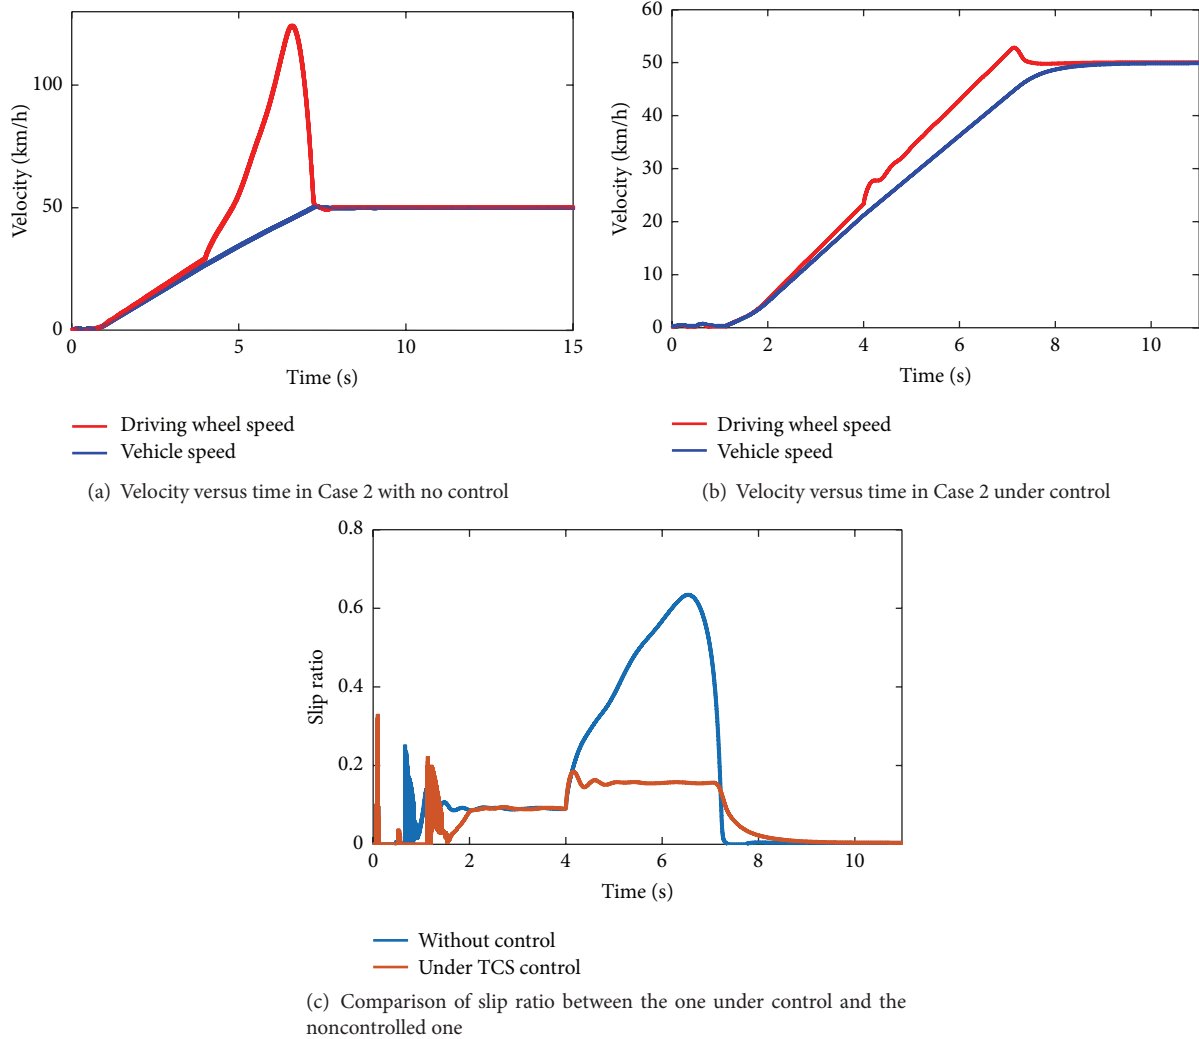 100
50
0
Velocity (km/h)
0
5
10
15
Time (s)
Driving wheel speed
Vehicle speed
(a) Velocity versus time in Case 2 with no control
60
50
40
30
20
10
0
Velocity (km/h)
0
2
4
6
8
10
Time (s)
Driving wheel speed
Vehicle speed
(b) Velocity versus time in Case 2 under control
0.8
0.6
0.4
0.2
0
Slip ratio
0
2
4
6
8
10
Time (s)
Without control
Under TCS control
(c) Comparison of slip ratio between the one under control and the
noncontrolled one